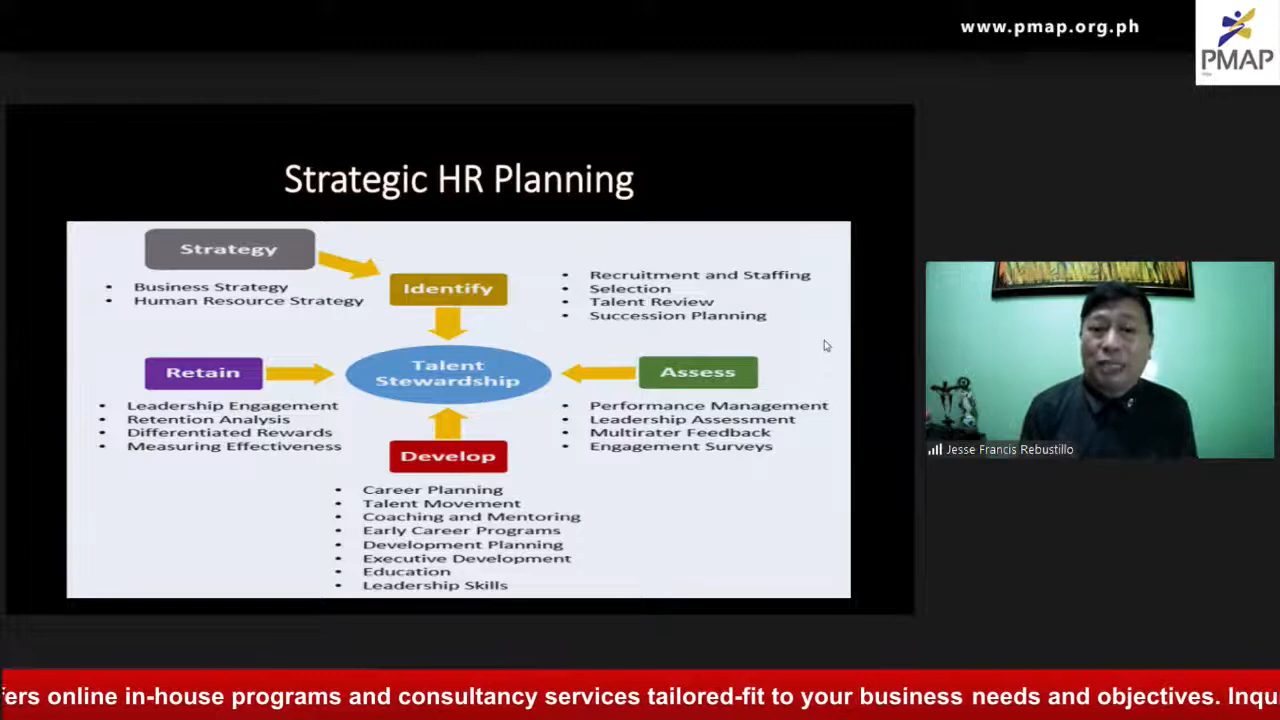 www.pmap.org.ph
PMAP
Strategic HR Planning
Strategy
Business Strategy
Human Resource Strategy
Identify
Recruitment and Staffing
Selection
Talent Review
Succession Planning
Retain
Talent
Stewardship
Assess
Leadership Engagement
Retention Analysis
Differentiated Rewards
Measuring Effectiveness
Performance Management
Leadership Assessment
Multirater Feedback
Engagement Surveys
Develop
Career Planning
Talent Movement
Coaching and Mentoring
Early Career Programs
Development Planning
Executive Development
Education
Leadership Skills
Jesse Francis Rebustillo
fers online in-house programs and consultancy services tailored-fit to your business needs and objectives. Inqu